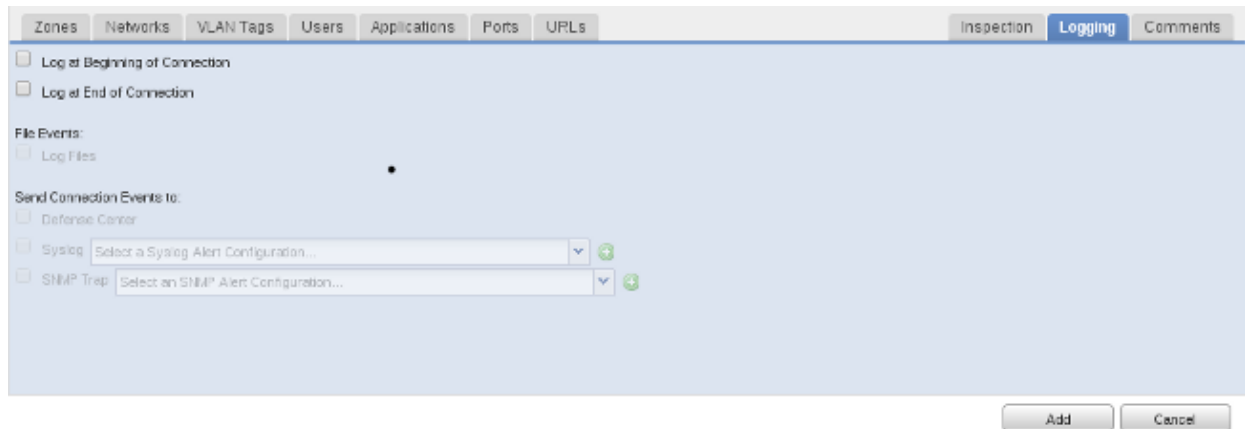 Zones Networks VLAN Tags Users Applications Ports URLs Inspection Logging Comments
Log at Beginning of Connection
Log at End of Connection
File Events:
Log Files
Send Connection Events to:
Defense Center
Syslog Select a Syslog Alert Configuration...
SNMP Trap Select an SNMP Alert Configuration...
Add Cancel